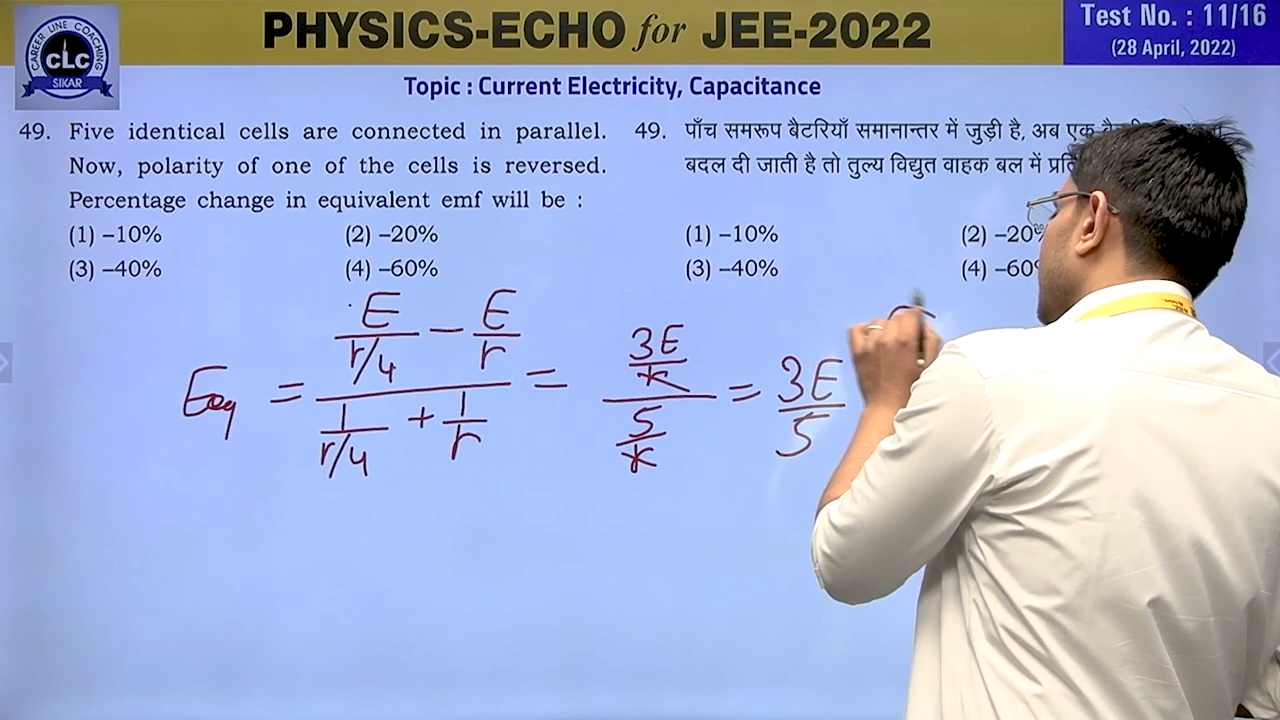 PHYSICS-ECHO for JEE-2022
Test No. : 11/16
(28 April, 2022)
CAREER LINE COACHING
CLC
SIKAR
Topic : Current Electricity, Capacitance
49. Five identical cells are connected in parallel.
Now, polarity of one of the cells is reversed.
Percentage change in equivalent emf will be :
(1) –10% (2) –20%
(3) –40% (4) –60%
49. पाँच समरूप बैटरियाँ समानान्तर में जुड़ी है, अब एक
बदल दी जाती है तो तुल्य विद्युत वाहक बल में
(1) –10% (2) –20%
(3) –40% (4) –60
E/(r/4) − E/r 3E/r
Eeq = ――― = ――― = 3E/5
1/(r/4) + 1/r 5/r